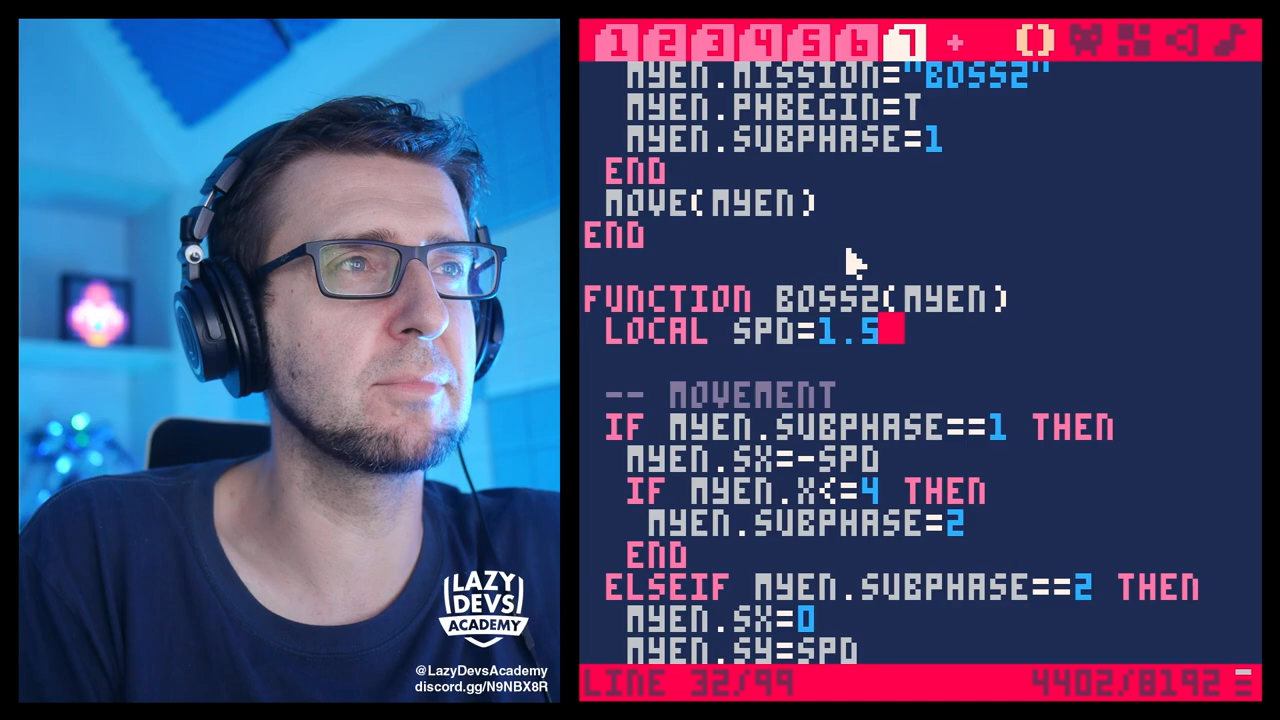 LAZY
DEVS
ACADEMY
@LazyDevsAcademy
discord.gg/N9NBX8R
1 2 3 4 5 6 7 + ()
MYEN.MISSION="BOSS2"
MYEN.PHBEGIN=T
MYEN.SUBPHASE=1
END
MOVE(MYEN)
END
FUNCTION BOSS2(MYEN)
LOCAL SPD=1.5
-- MOVEMENT
IF MYEN.SUBPHASE==1 THEN
MYEN.SX=-SPD
IF MYEN.X<=4 THEN
MYEN.SUBPHASE=2
END
ELSEIF MYEN.SUBPHASE==2 THEN
MYEN.SX=0
MYEN.SY=SPD
LINE 32/99
4402/8192